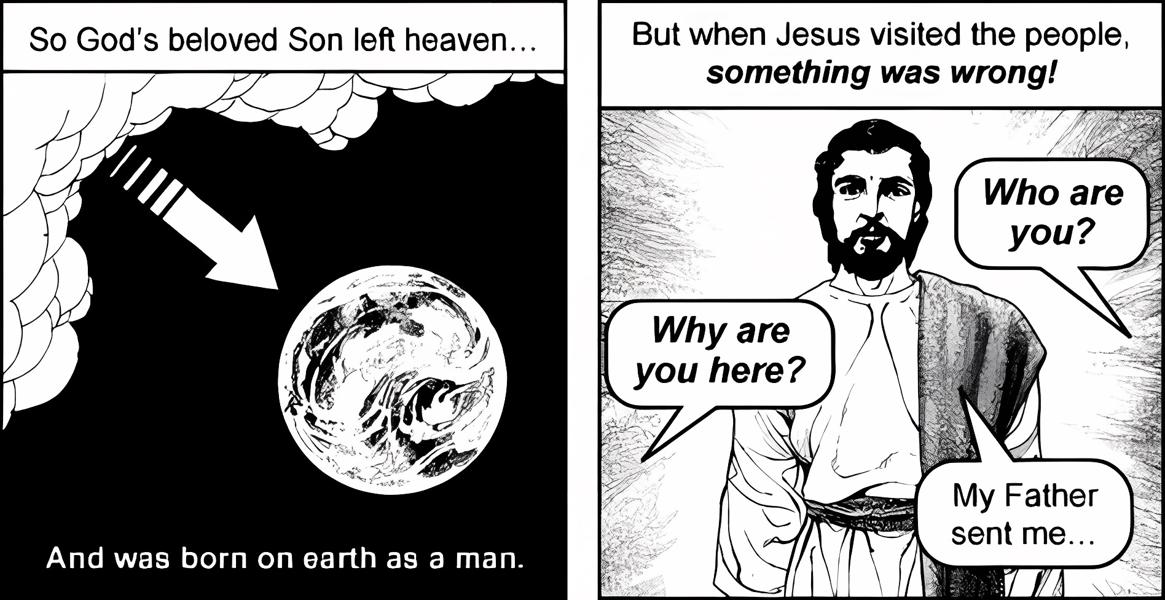 So God's beloved Son left heaven...
And was born on earth as a man.
But when Jesus visited the people,
something was wrong!
Who are
you?
Why are
you here?
My Father
sent me...